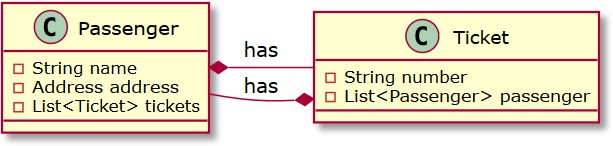 C Passenger
String name
Address address
List<Ticket> tickets
has
has
C Ticket
String number
List<Passenger> passenger